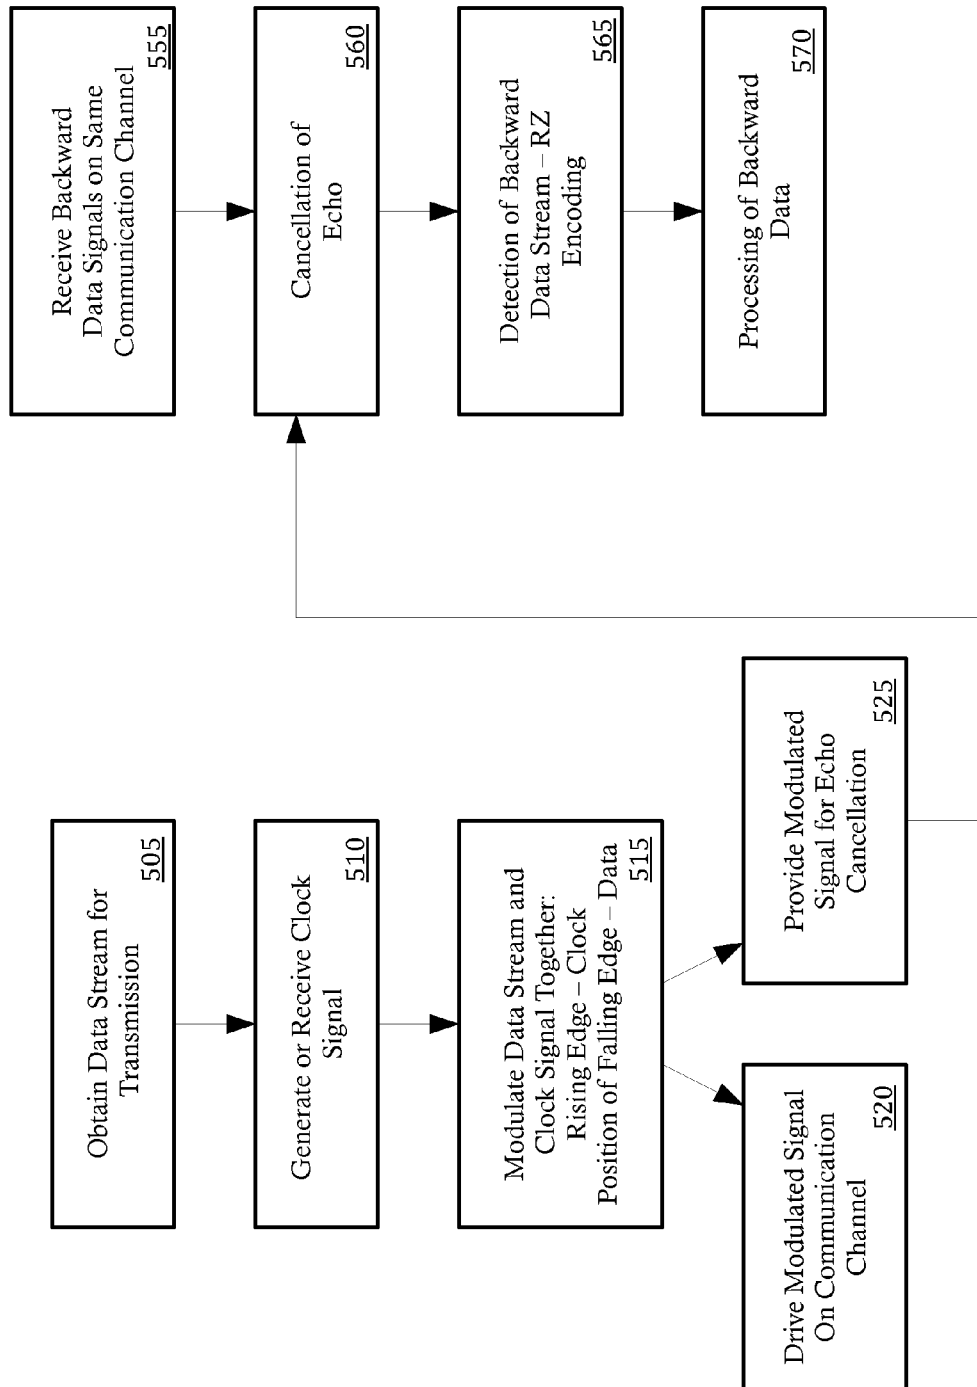 Obtain Data Stream for
Transmission
505
Generate or Receive Clock
Signal
510
Modulate Data Stream and
Clock Signal Together:
Rising Edge – Clock
Position of Falling Edge – Data
515
Drive Modulated Signal
On Communication
Channel
520
Provide Modulated
Signal for Echo
Cancellation
525
Receive Backward
Data Signals on Same
Communication Channel
555
Cancellation of
Echo
560
Detection of Backward
Data Stream – RZ
Encoding
565
Processing of Backward
Data
570